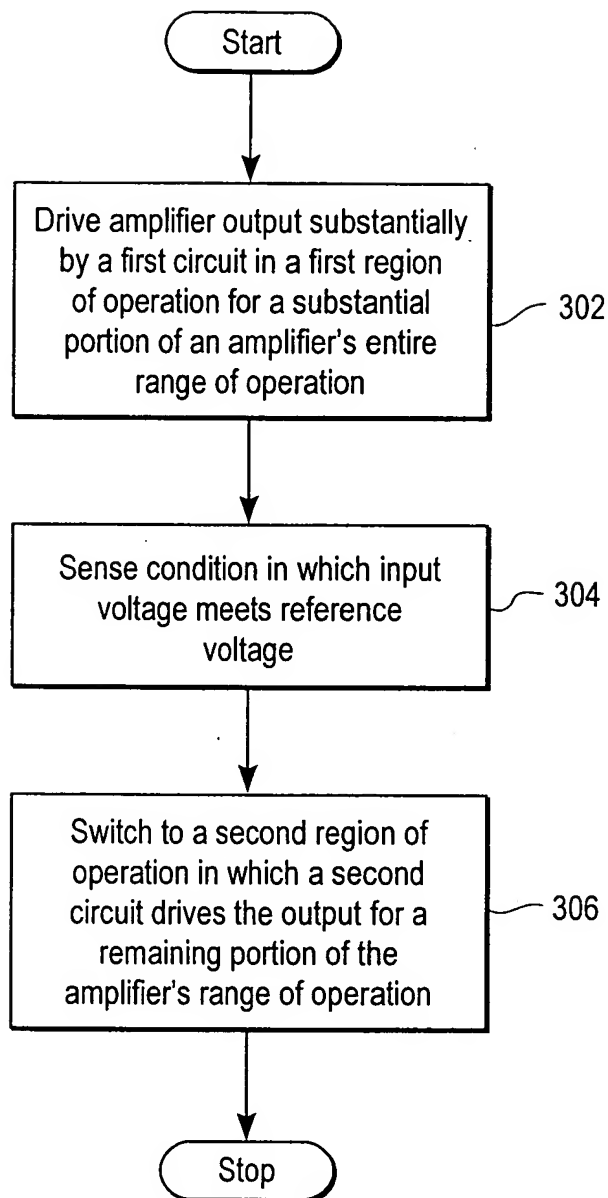 Start
Drive amplifier output substantially
by a first circuit in a first region
of operation for a substantial
portion of an amplifier's entire
range of operation
302
Sense condition in which input
voltage meets reference
voltage
304
Switch to a second region of
operation in which a second
circuit drives the output for a
remaining portion of the
amplifier's range of operation
306
Stop